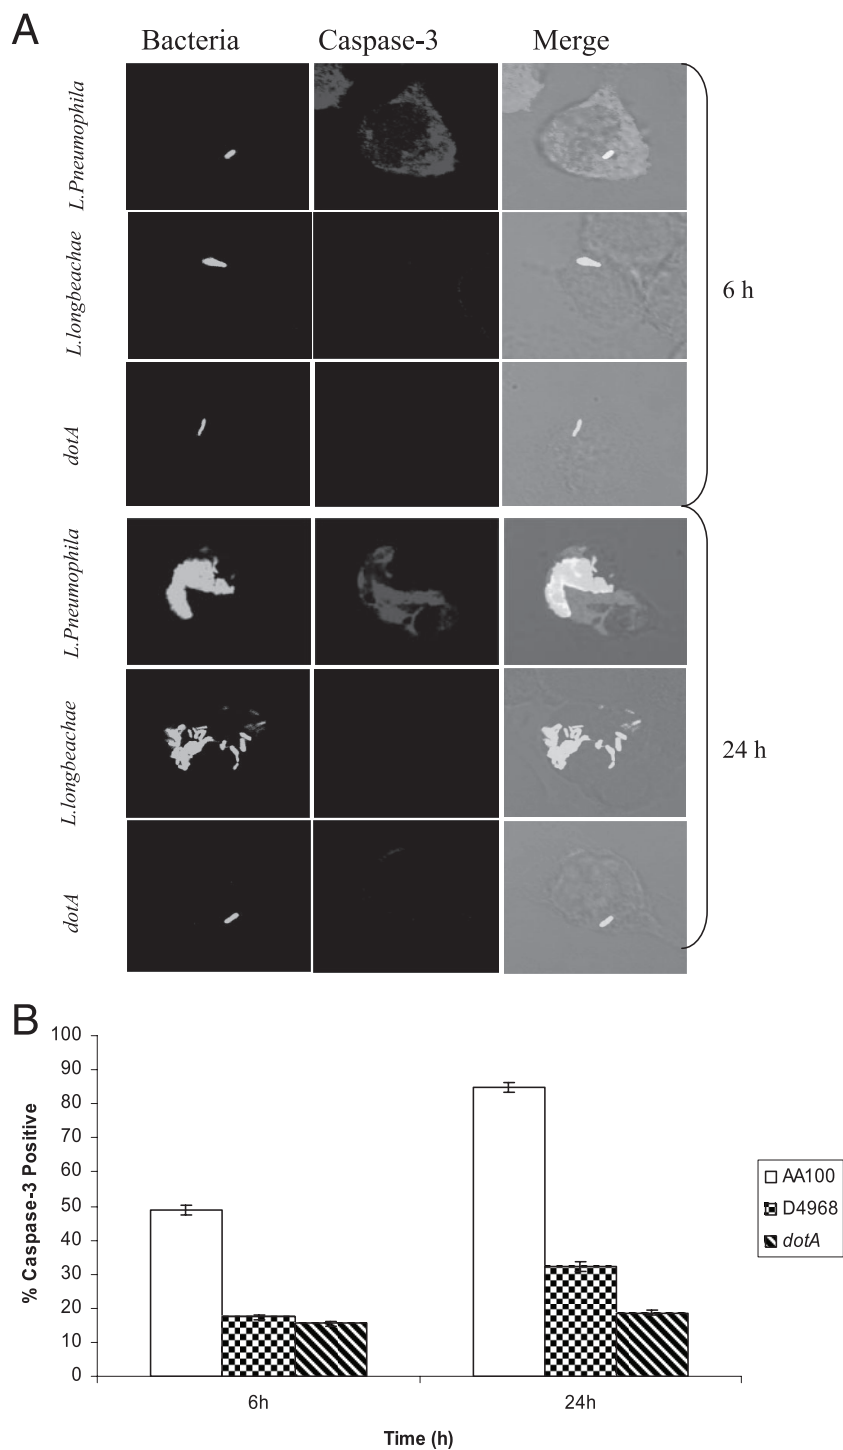 A
Bacteria Caspase-3 Merge
L.Pneumophila
L.longbeachae
dotA
6 h
L.Pneumophila
L.longbeachae
dotA
24 h
B
% Caspase-3 Positive
100
90
80
70
60
50
40
30
20
10
0
6h 24h
Time (h)
AA100
D4968
dotA